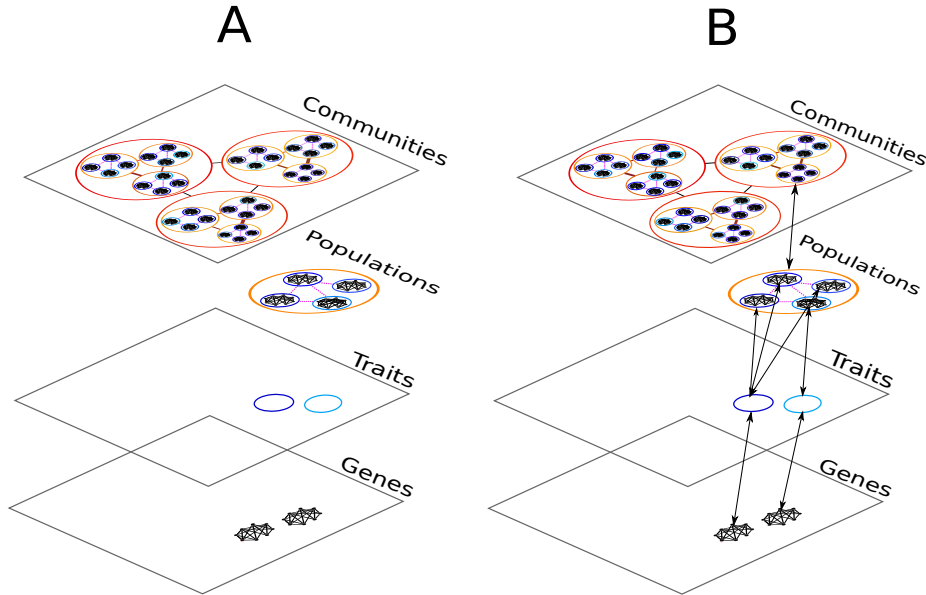 A
B
Communities
Communities
Populations
Populations
Traits
Traits
Genes
Genes